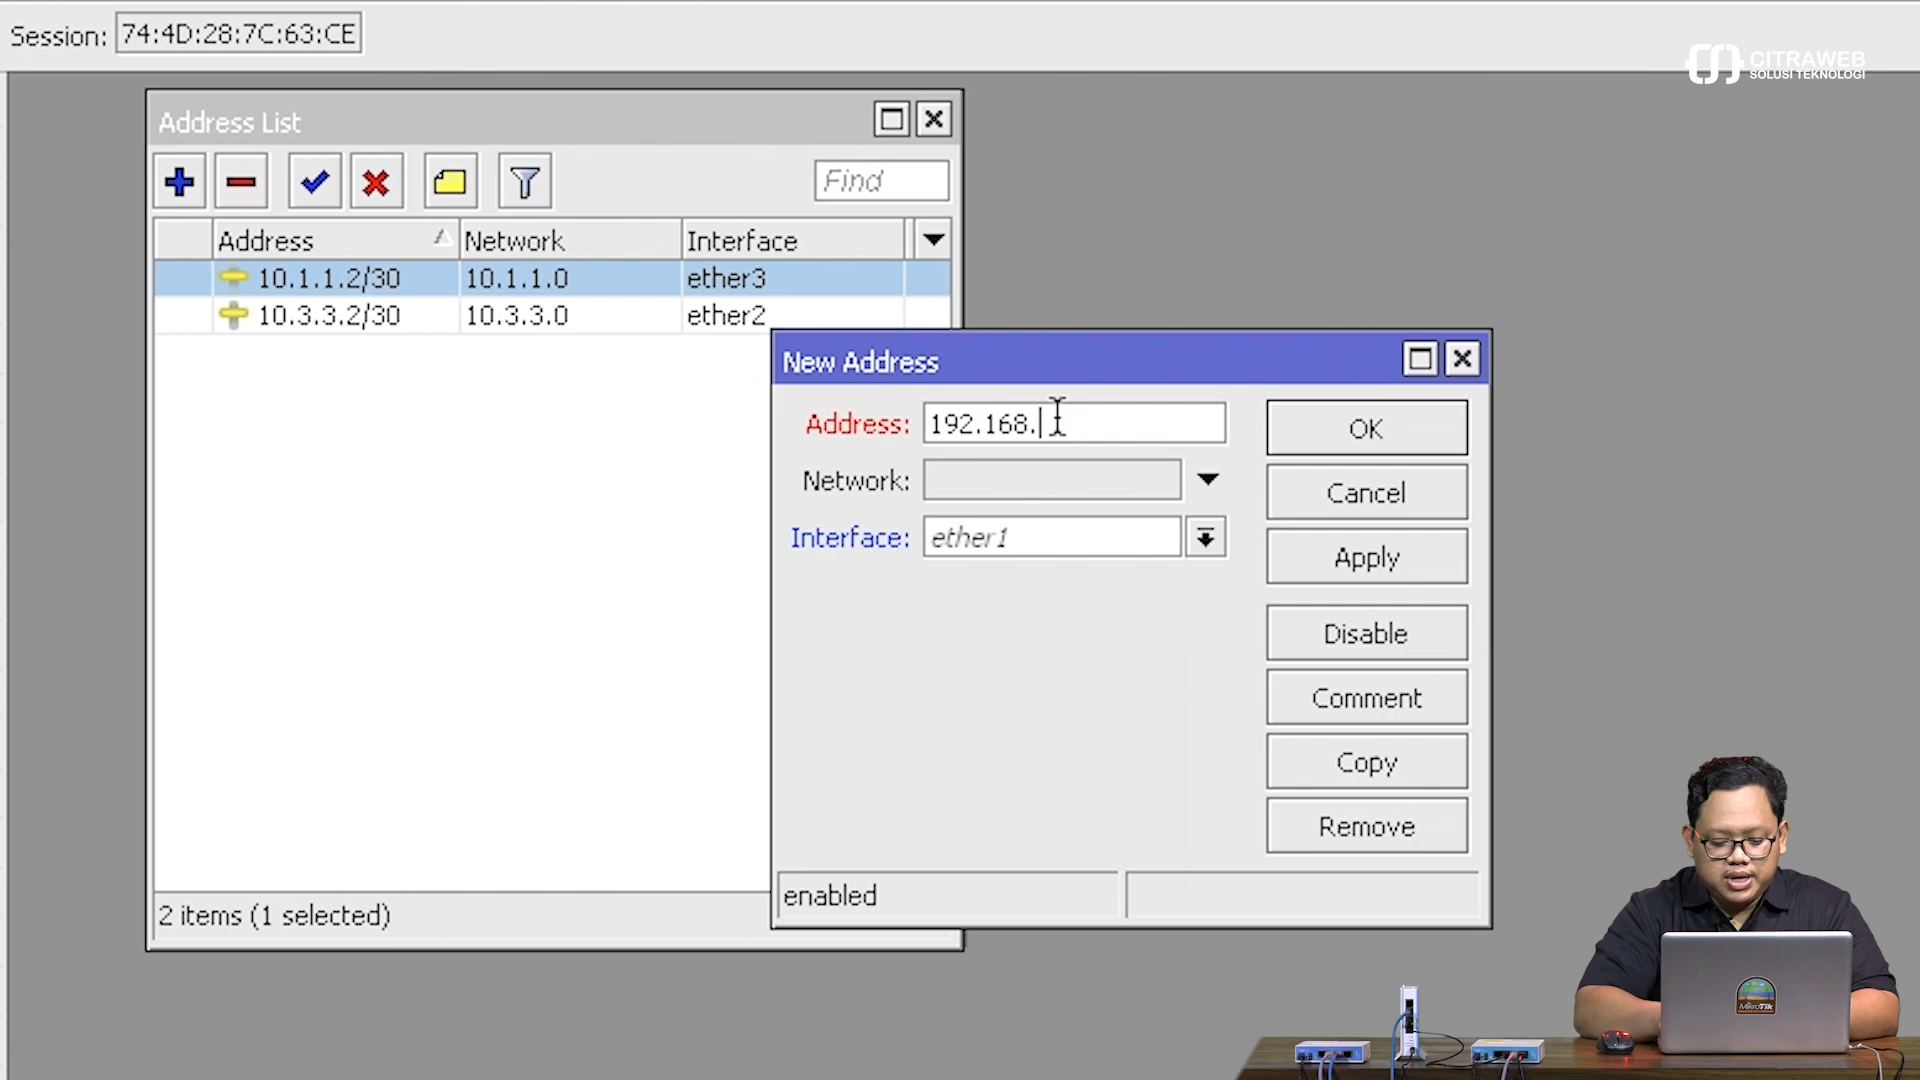 Session: 74:4D:28:7C:63:CE
CITRAWEB
SOLUSI TEKNOLOGI
Address List
Find
Address Network Interface
10.1.1.2/30 10.1.1.0 ether3
10.3.3.2/30 10.3.3.0 ether2
2 items (1 selected)
New Address
Address: 192.168.
Network:
Interface: ether1
OK
Cancel
Apply
Disable
Comment
Copy
Remove
enabled
MikroTik